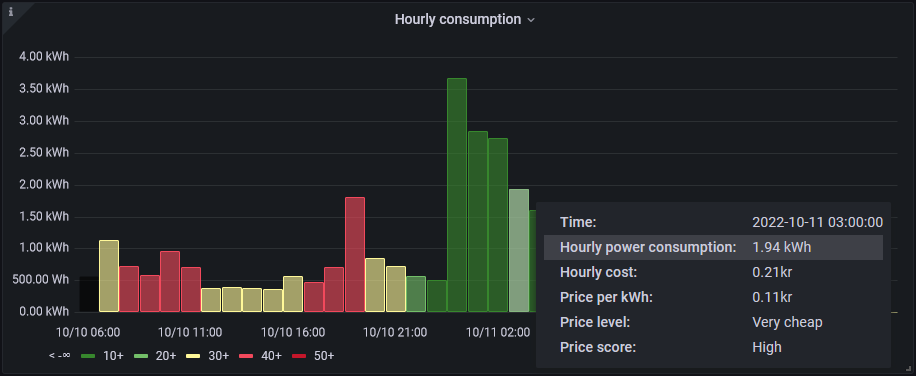 i
Hourly consumption
4.00 kWh
3.50 kWh
3.00 kWh
2.50 kWh
2.00 kWh
1.50 kWh
1.00 kWh
500.00 Wh
0.00 kWh
10/10 06:00 10/10 11:00 10/10 16:00 10/10 21:00 10/11 02:00
< -∞ 10+ 20+ 30+ 40+ 50+
Time: 2022-10-11 03:00:00
Hourly power consumption: 1.94 kWh
Hourly cost: 0.21kr
Price per kWh: 0.11kr
Price level: Very cheap
Price score: High